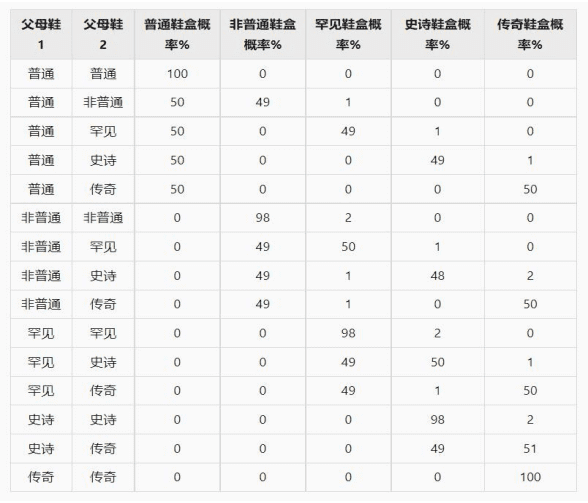 父母鞋1 父母鞋2 普通鞋盒概率% 非普通鞋盒概率% 罕见鞋盒概率% 史诗鞋盒概率% 传奇鞋盒概率%
普通 普通 100 0 0 0 0
普通 非普通 50 49 1 0 0
普通 罕见 50 0 49 1 0
普通 史诗 50 0 0 49 1
普通 传奇 50 0 0 0 50
非普通 非普通 0 98 2 0 0
非普通 罕见 0 49 50 1 0
非普通 史诗 0 49 1 48 2
非普通 传奇 0 49 1 0 50
罕见 罕见 0 0 98 2 0
罕见 史诗 0 0 49 50 1
罕见 传奇 0 0 49 1 50
史诗 史诗 0 0 0 98 2
史诗 传奇 0 0 0 49 51
传奇 传奇 0 0 0 0 100